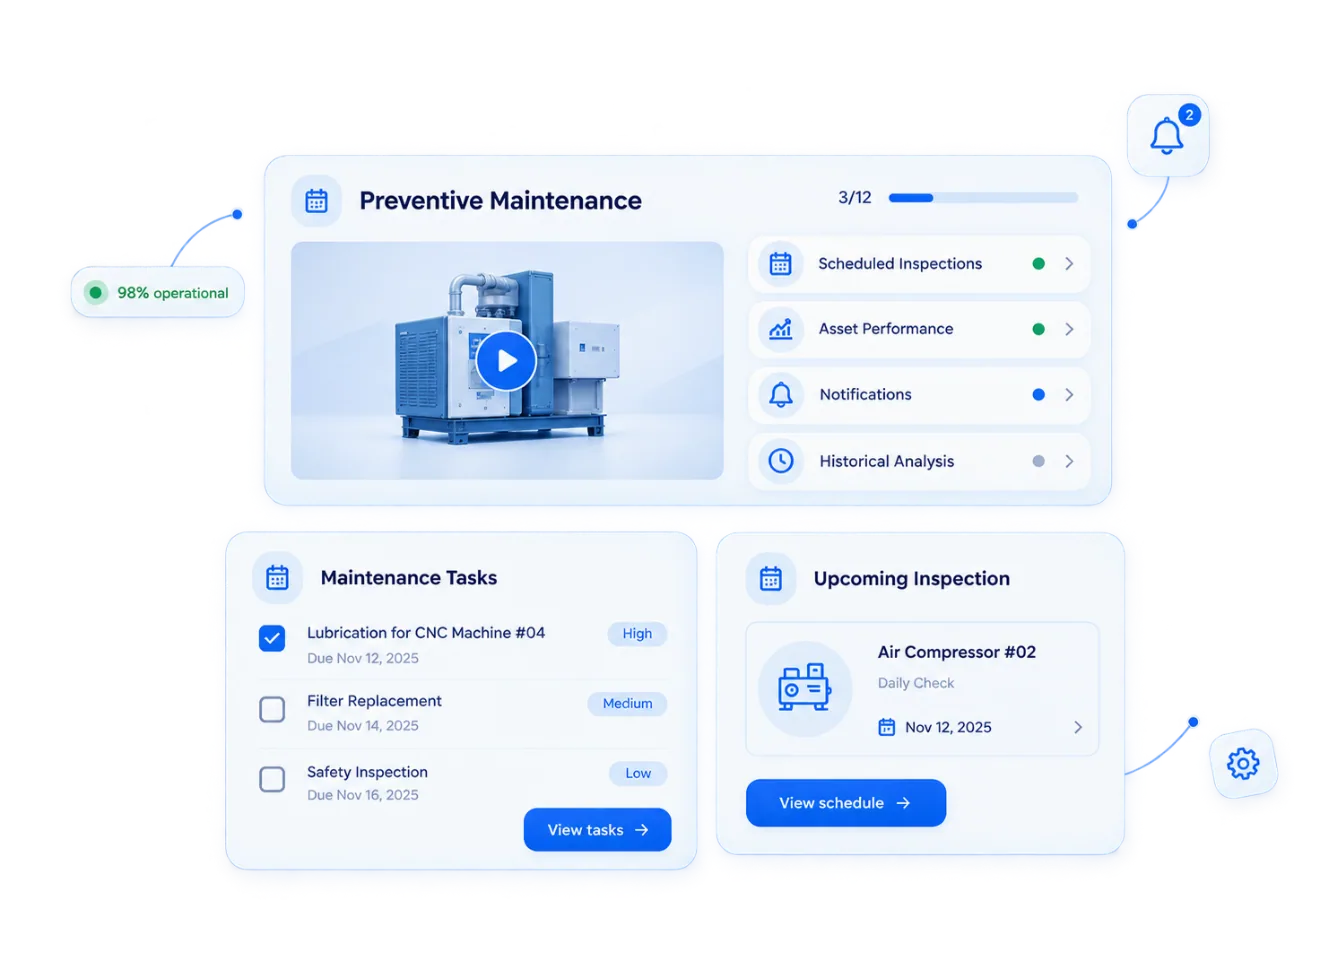 2
Preventive Maintenance
3/12
98% operational
Scheduled Inspections
Asset Performance
Notifications
Historical Analysis
Maintenance Tasks
Lubrication for CNC Machine #04
High
Due Nov 12, 2025
Filter Replacement
Medium
Due Nov 14, 2025
Safety Inspection
Low
Due Nov 16, 2025
View tasks
Upcoming Inspection
Air Compressor #02
Daily Check
Nov 12, 2025
View schedule